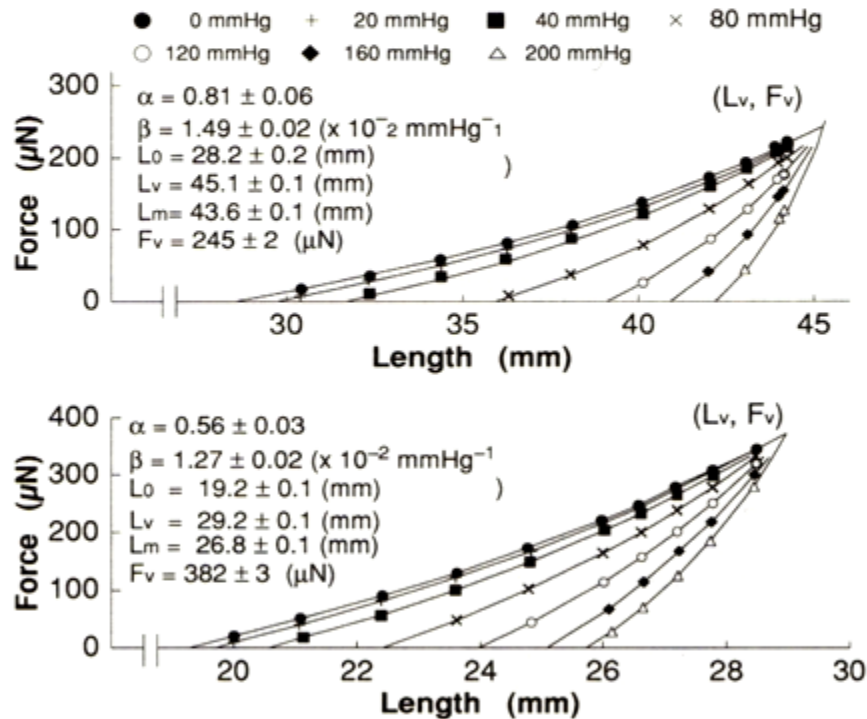 ● 0 mmHg + 20 mmHg ■ 40 mmHg × 80 mmHg
○ 120 mmHg ◆ 160 mmHg △ 200 mmHg
300
200
100
0
Force (µN)
α = 0.81 ± 0.06
β = 1.49 ± 0.02 (x 10⁻² mmHg⁻¹
)
L0 = 28.2 ± 0.2 (mm)
Lv = 45.1 ± 0.1 (mm)
Lm= 43.6 ± 0.1 (mm)
Fv = 245 ± 2 (µN)
(Lv, Fv)
30 35 40 45
Length (mm)
400
300
200
100
0
Force (µN)
α = 0.56 ± 0.03
β = 1.27 ± 0.02 (x 10⁻² mmHg⁻¹
L0 = 19.2 ± 0.1 (mm) )
Lv = 29.2 ± 0.1 (mm)
Lm = 26.8 ± 0.1 (mm)
Fv = 382 ± 3 (µN)
(Lv, Fv)
20 22 24 26 28 30
Length (mm)